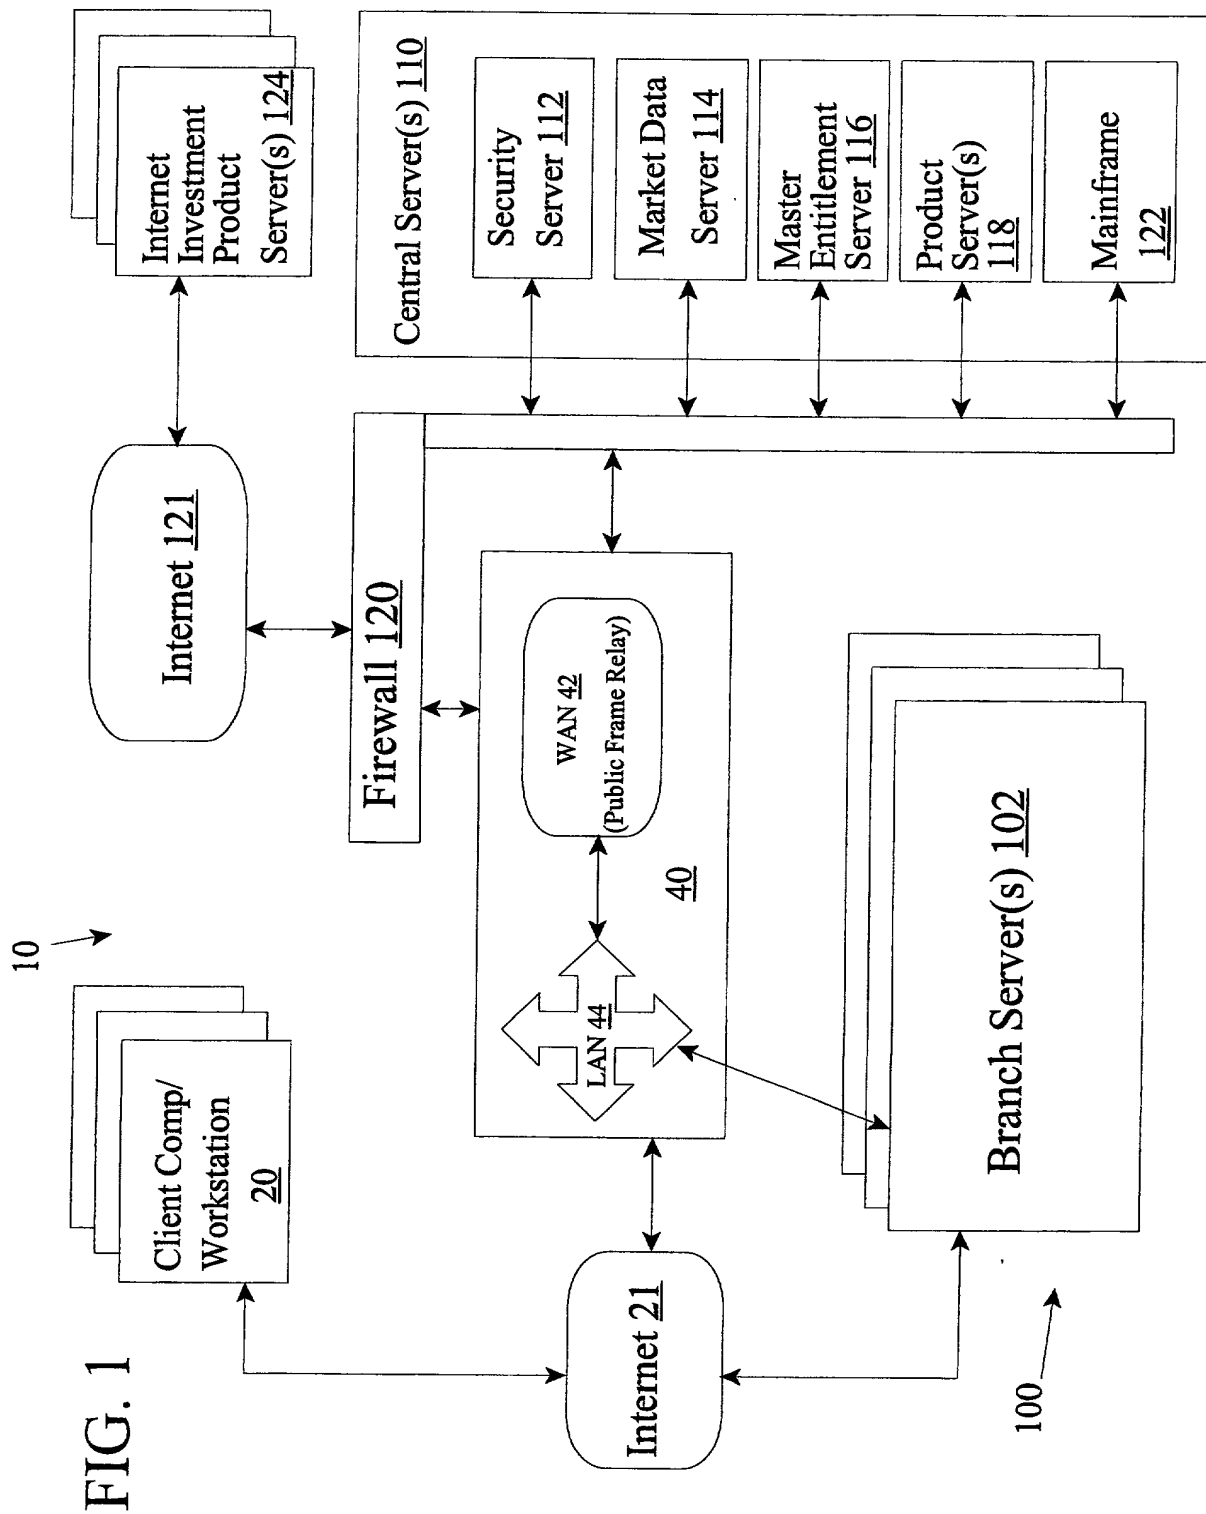 FIG. 1
10
Client Comp/
Workstation
20
Internet 21
100
LAN 44
40
WAN 42
(Public Frame Relay)
Branch Server(s) 102
Firewall 120
Internet 121
Internet
Investment
Product
Server(s) 124
Central Server(s) 110
Security
Server 112
Market Data
Server 114
Master
Entitlement
Server 116
Product
Server(s)
118
Mainframe
122